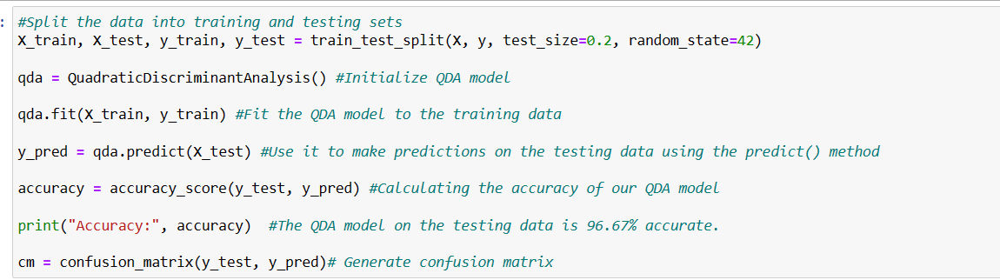 : #Split the data into training and testing sets
X_train, X_test, y_train, y_test = train_test_split(X, y, test_size=0.2, random_state=42)
qda = QuadraticDiscriminantAnalysis() #Initialize QDA model
qda.fit(X_train, y_train) #Fit the QDA model to the training data
y_pred = qda.predict(X_test) #Use it to make predictions on the testing data using the predict() method
accuracy = accuracy_score(y_test, y_pred) #Calculating the accuracy of our QDA model
print("Accuracy:", accuracy)  #The QDA model on the testing data is 96.67% accurate.
cm = confusion_matrix(y_test, y_pred)# Generate confusion matrix